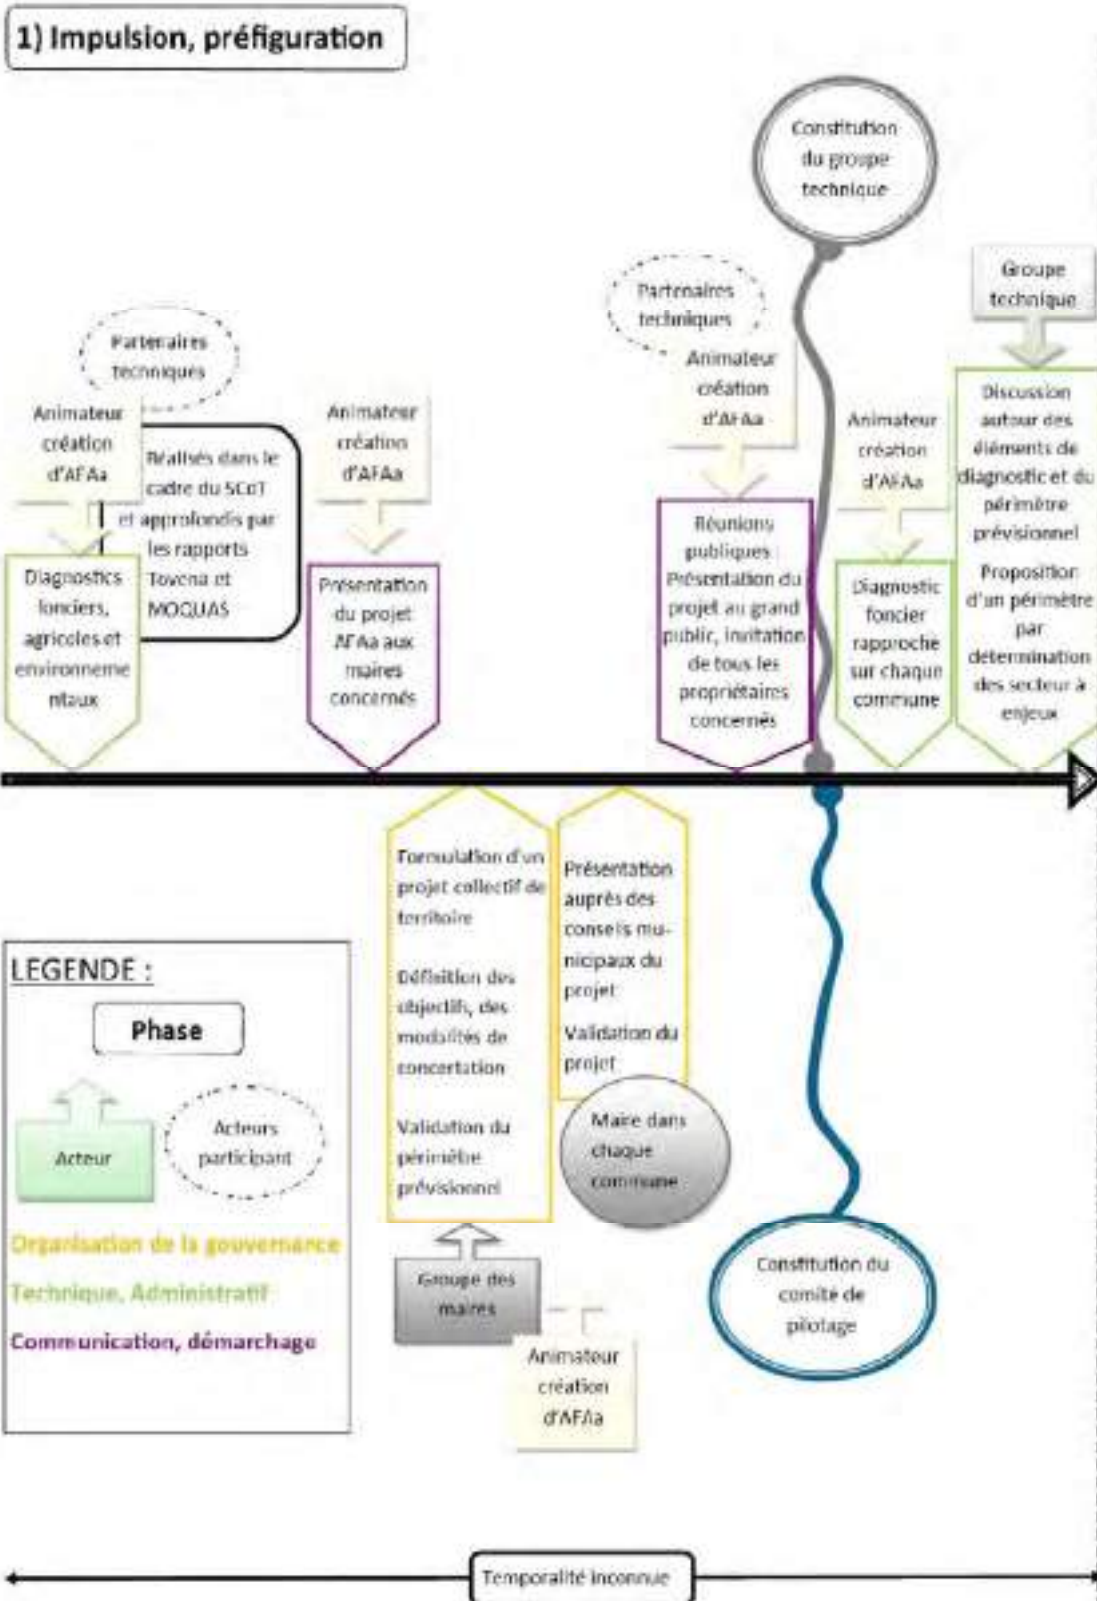 1) Impulsion, préfiguration
Constitution
du groupe
technique
Partenaires
techniques
Animateur
création
d'AFAa
Réalisés dans le
cadre du SCoT
et approfondis par
les rapports
Tovena et
MOQUAS
Diagnostics
fonciers,
agricoles et
environneme
ntaux
Animateur
création
d'AFAa
Présentation
du projet
AFAa aux
maires
concernés
Partenaires
techniques
Animateur
création
d'AFAa
Réunions
publiques :
Présentation du
projet au grand
public, invitation
de tous les
propriétaires
concernés
Animateur
création
d'AFAa
Diagnostic
foncier
rapproche
sur chaque
commune
Groupe
technique
Discussion
autour des
éléments de
diagnostic et du
périmètre
prévisionnel
Proposition
d'un périmètre
par
détermination
des secteur à
enjeux
Formulation d'un
projet collectif de
territoire
Définition des
objectifs, des
modalités de
concertation
Validation du
périmètre
prévisionnel
Groupe des
maires
Animateur
création
d'AFAa
Présentation
auprès des
conseils mu-
nicipaux du
projet
Validation du
projet
Maire dans
chaque
commune
Constitution du
comité de
pilotage
LEGENDE :
Phase
Acteur
Acteurs
participant
Organisation de la gouvernance
Technique, Administratif
Communication, démarchage
Temporalité inconnue